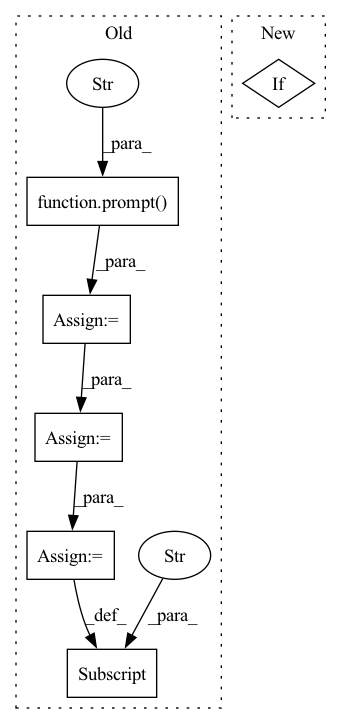 Old
New
Str
If
_para_
function.prompt()
_para_
Assign:=
_para_
Assign:=
_para_
Assign:=
Str
_def_
_para_
Subscript